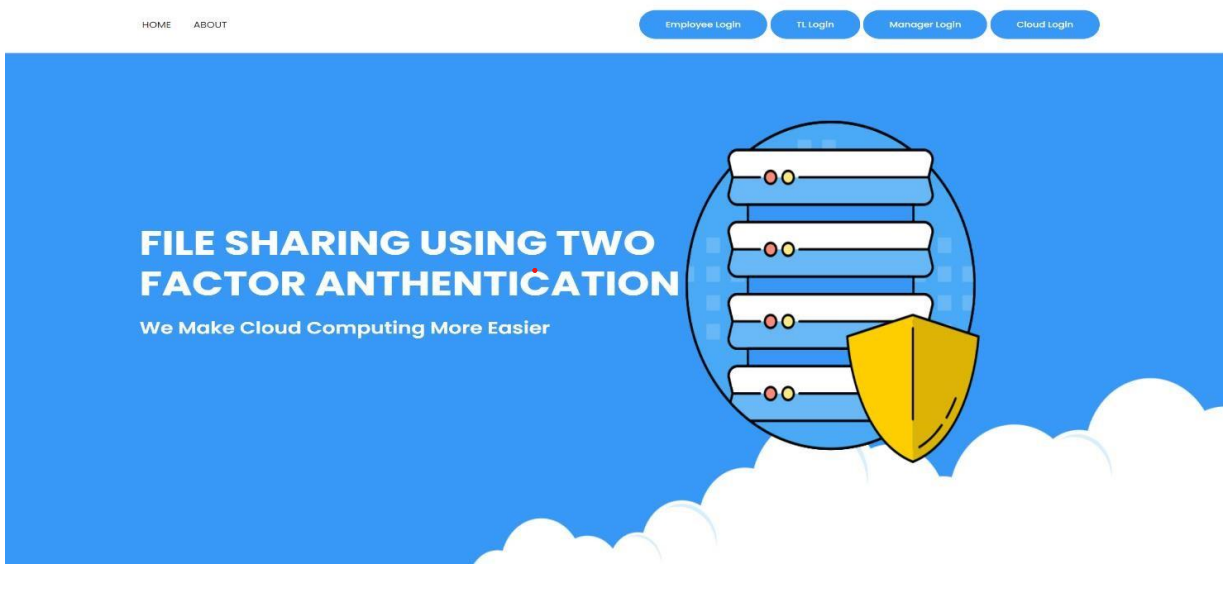 HOME ABOUT Employee Login TL Login Manager Login Cloud Login
FILE SHARING USING TWO
FACTOR ANTHENTICATION
We Make Cloud Computing More Easier